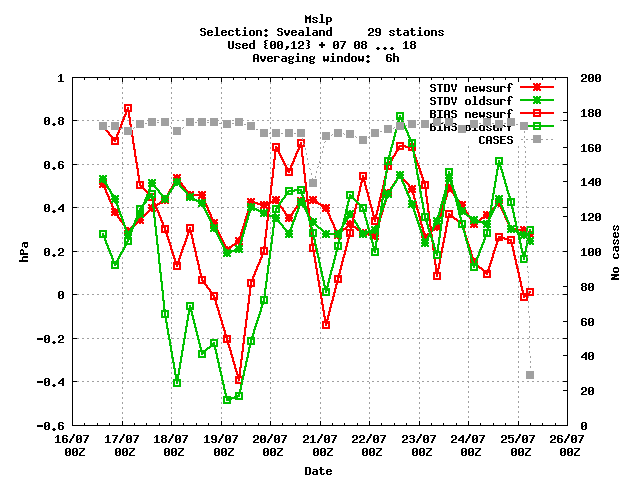 Mslp
Selection: Svealand 29 stations
Used {00,12} + 07 08 ... 18
Averaging window: 6h
1
0.8
0.6
0.4
0.2
0
-0.2
-0.4
-0.6
hPa
200
180
160
140
120
100
80
60
40
20
0
No cases
STDV newsurf
STDV oldsurf
BIAS newsurf
BIAS oldsurf
CASES
16/07 17/07 18/07 19/07 20/07 21/07 22/07 23/07 24/07 25/07 26/07
00Z 00Z 00Z 00Z 00Z 00Z 00Z 00Z 00Z 00Z 00Z
Date